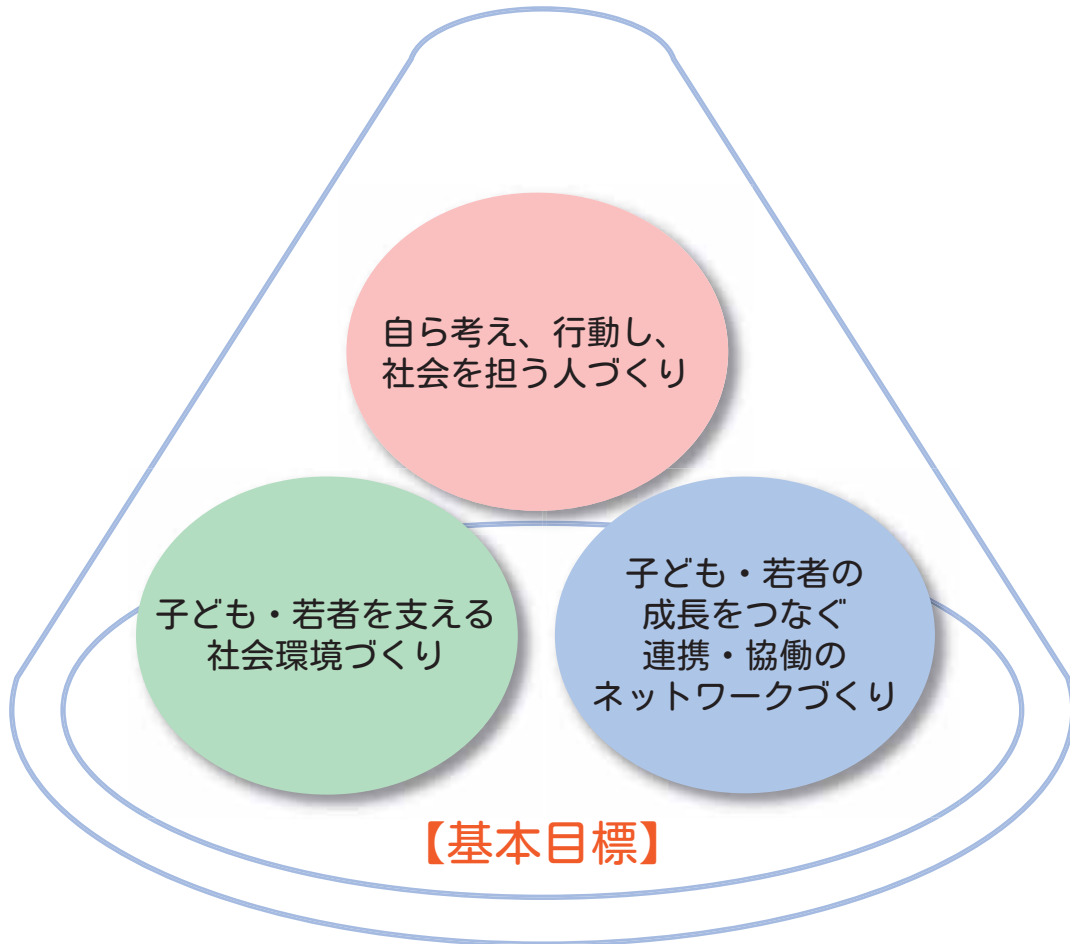 自ら考え、行動し、
社会を担う人づくり
子ども・若者を支える
社会環境づくり
子ども・若者の
成長をつなぐ
連携・協働の
ネットワークづくり
【基本目標】